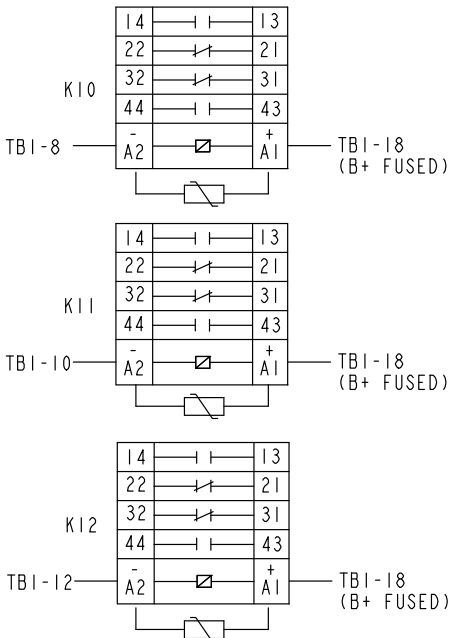 14 13
22 21
32 31
K10
44 43
- +
TB1-8 A2 A1 TB1-18
(B+ FUSED)
14 13
22 21
32 31
K11
44 43
- +
TB1-10 A2 A1 TB1-18
(B+ FUSED)
14 13
22 21
32 31
K12
44 43
- +
TB1-12 A2 A1 TB1-18
(B+ FUSED)